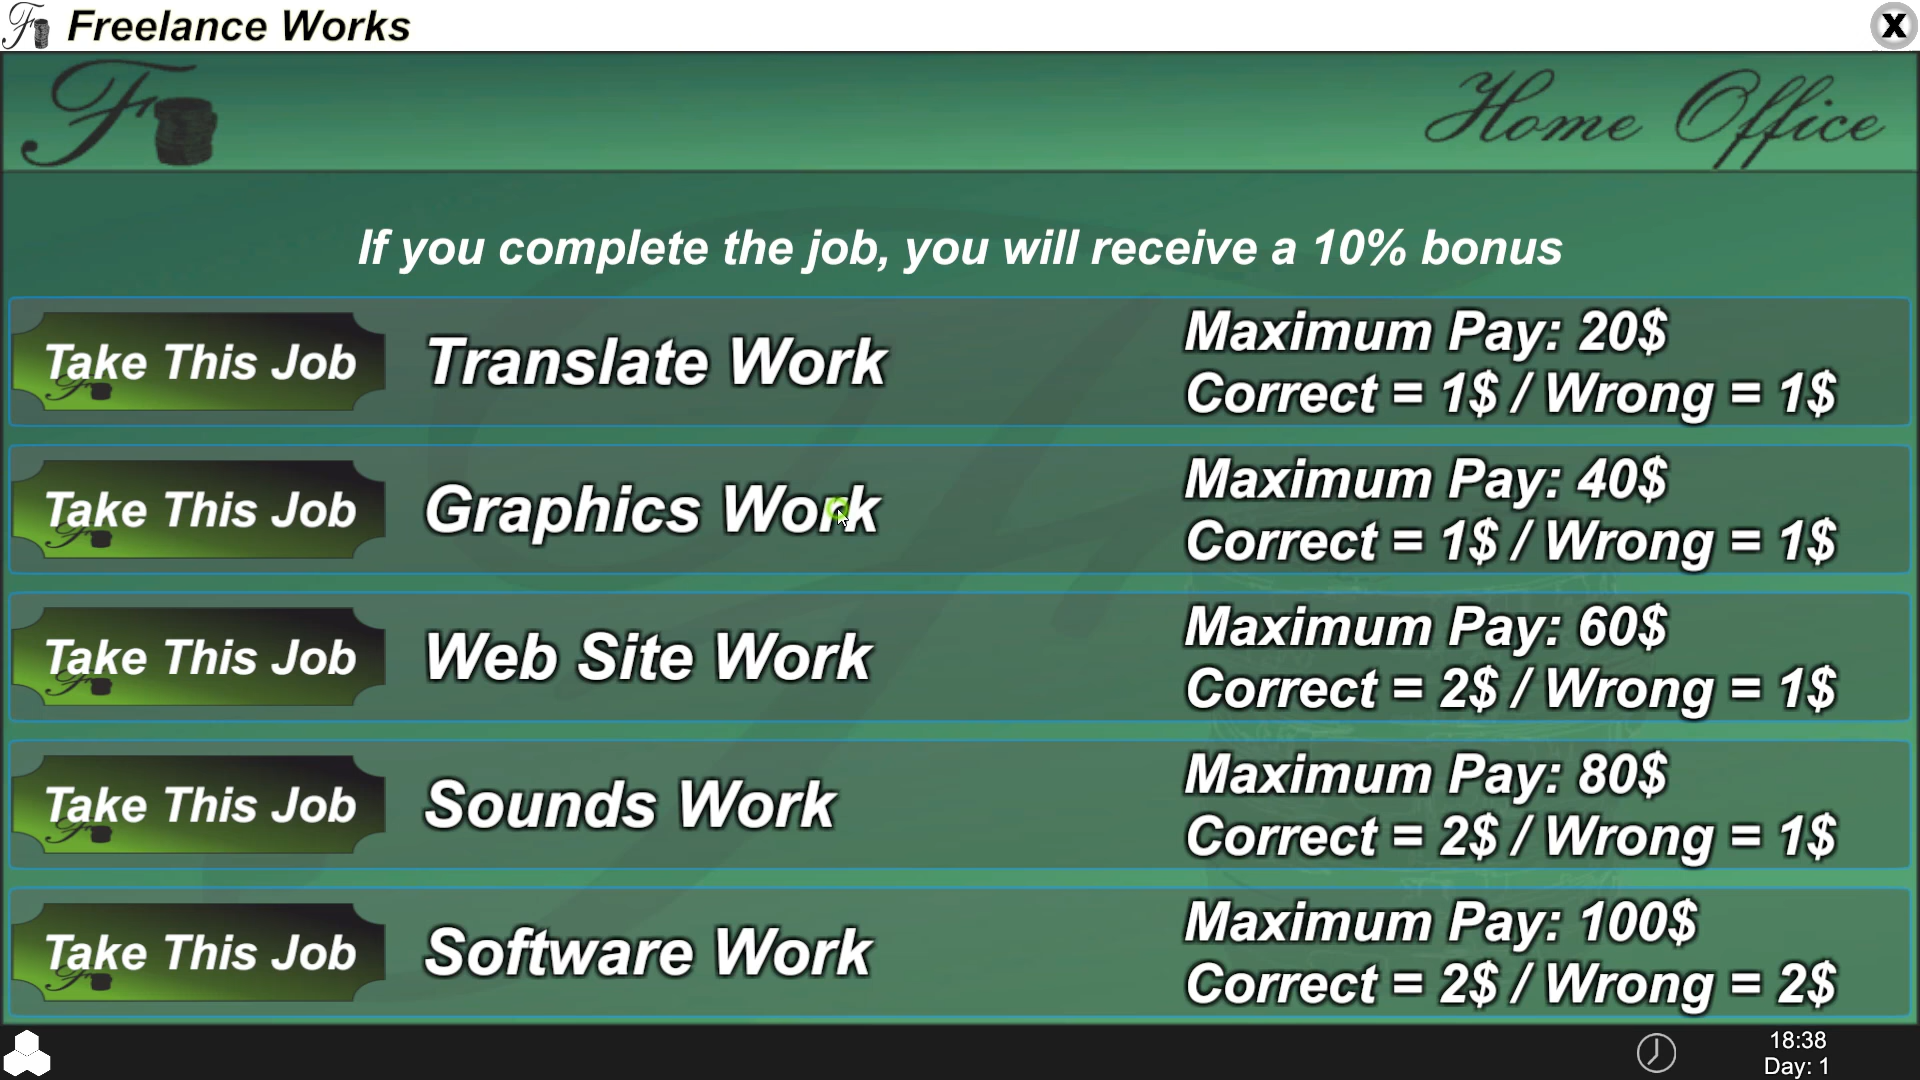 Freelance Works
X
Home Office
If you complete the job, you will receive a 10% bonus
Take This Job
Translate Work
Maximum Pay: 20$
Correct = 1$ / Wrong = 1$
Take This Job
Graphics Work
Maximum Pay: 40$
Correct = 1$ / Wrong = 1$
Take This Job
Web Site Work
Maximum Pay: 60$
Correct = 2$ / Wrong = 1$
Take This Job
Sounds Work
Maximum Pay: 80$
Correct = 2$ / Wrong = 1$
Take This Job
Software Work
Maximum Pay: 100$
Correct = 2$ / Wrong = 2$
18:38
Day: 1